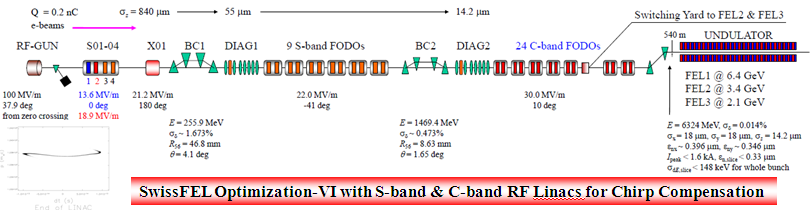 Q = 0.2 nC
σz = 840 μm
55 μm
14.2 μm
e-beams
Switching Yard to FEL2 & FEL3
540 m
RF-GUN
S01-04
X01
BC1
DIAG1
9 S-band FODOs
BC2
DIAG2
24 C-band FODOs
UNDULATOR
1 2 3 4
FEL1 @ 6.4 GeV
FEL2 @ 3.4 GeV
FEL3 @ 2.1 GeV
100 MV/m
37.9 deg
from zero crossing
13.6 MV/m
0 deg
18.9 MV/m
21.2 MV/m
180 deg
22.0 MV/m
-41 deg
30.0 MV/m
10 deg
E = 255.9 MeV
σδ ~ 1.673%
R56 = 46.8 mm
θ = 4.1 deg
E = 1469.4 MeV
σδ ~ 0.473%
R56 = 8.63 mm
θ = 1.65 deg
E = 6324 MeV, σδ = 0.014%
σx = 18 μm, σy = 18 μm, σz = 14.2 μm
εnx ~ 0.396 μm, εny ~ 0.346 μm
Ipeak < 1.6 kA, εn,slice < 0.33 μm
σdE,slice < 148 keV for whole bunch
End of LINAC
SwissFEL Optimization-VI with S-band & C-band RF Linacs for Chirp Compensation